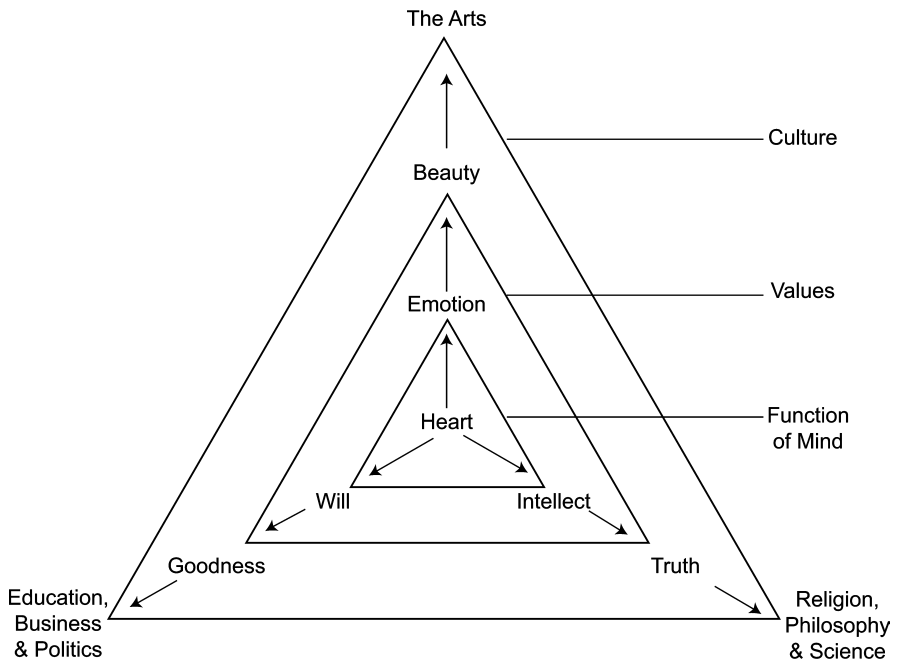 The Arts
Culture
Beauty
Values
Emotion
Function
of Mind
Heart
Will
Intellect
Goodness
Truth
Education,
Business
& Politics
Religion,
Philosophy
& Science